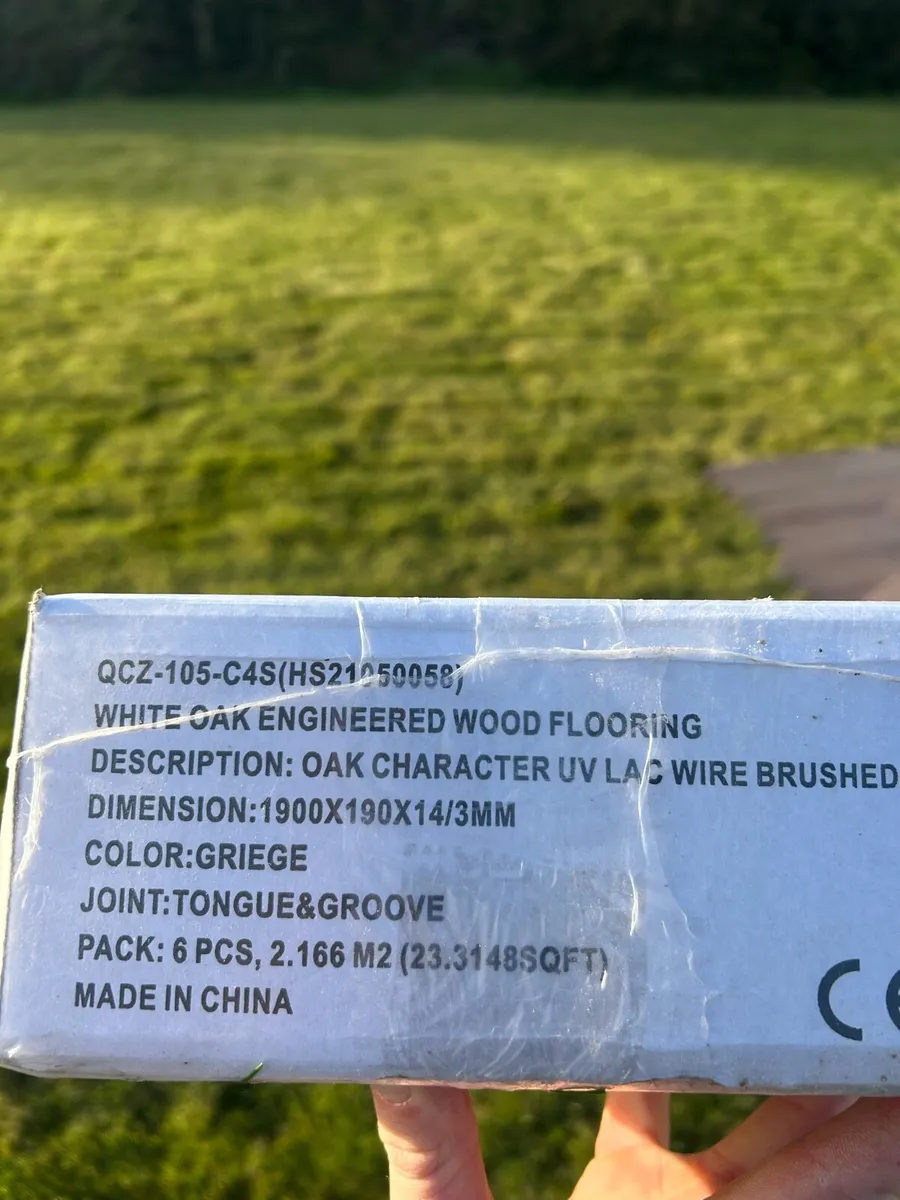 QCZ-105-C4S(HS21050058)
WHITE OAK ENGINEERED WOOD FLOORING
DESCRIPTION: OAK CHARACTER UV LAC WIRE BRUSHED
DIMENSION:1900X190X14/3MM
COLOR:GRIEGE
JOINT:TONGUE&GROOVE
PACK: 6 PCS, 2.166 M2 (23.3148SQFT)
MADE IN CHINA
CE